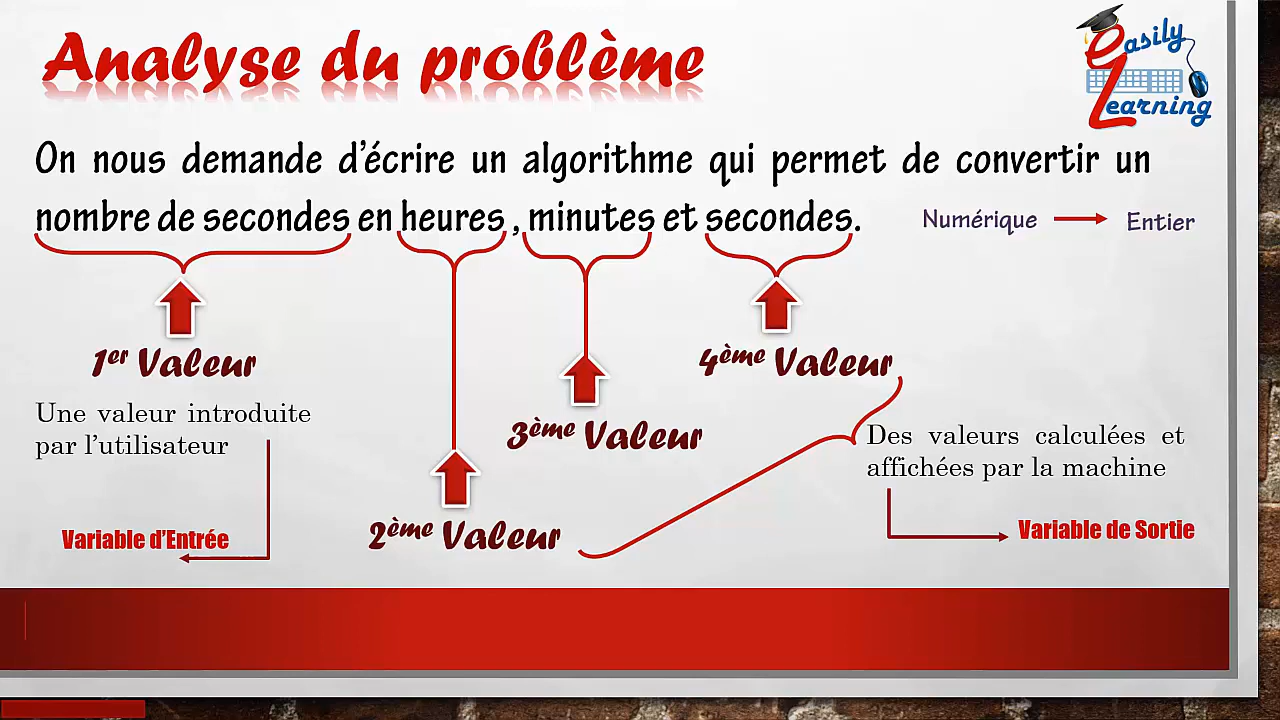 Analyse du problème
easily
Learning
On nous demande d'écrire un algorithme qui permet de convertir un
nombre de secondes en heures , minutes et secondes.
Numérique
Entier
1er Valeur
4ème Valeur
Une valeur introduite
par l'utilisateur
3ème Valeur
Des valeurs calculées et
affichées par la machine
Variable d'Entrée
2ème Valeur
Variable de Sortie